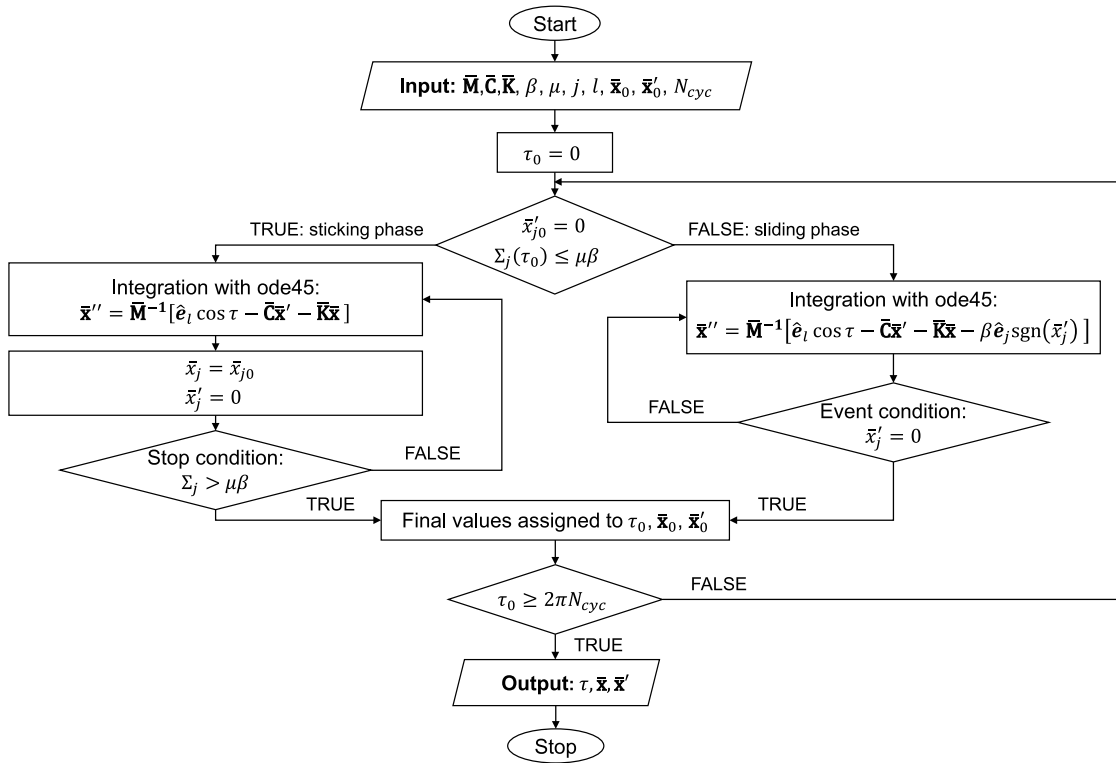 Start
Input: M̄,C̄,K̄, β, μ, j, l, x̄₀, x̄′₀, N_cyc
τ₀ = 0
x̄′_j0 = 0
Σ_j(τ₀) ≤ μβ
TRUE: sticking phase
FALSE: sliding phase
Integration with ode45:
x̄′′ = M̄⁻¹[ê_l cos τ − C̄x̄′ − K̄x̄ ]
x̄_j = x̄_j0
x̄′_j = 0
Stop condition:
Σ_j > μβ
FALSE
TRUE
Integration with ode45:
x̄′′ = M̄⁻¹[ê_l cos τ − C̄x̄′ − K̄x̄ − βê_j sgn(x̄′_j) ]
Event condition:
x̄′_j = 0
FALSE
TRUE
Final values assigned to τ₀, x̄₀, x̄′₀
τ₀ ≥ 2πN_cyc
FALSE
TRUE
Output: τ, x̄, x̄′
Stop